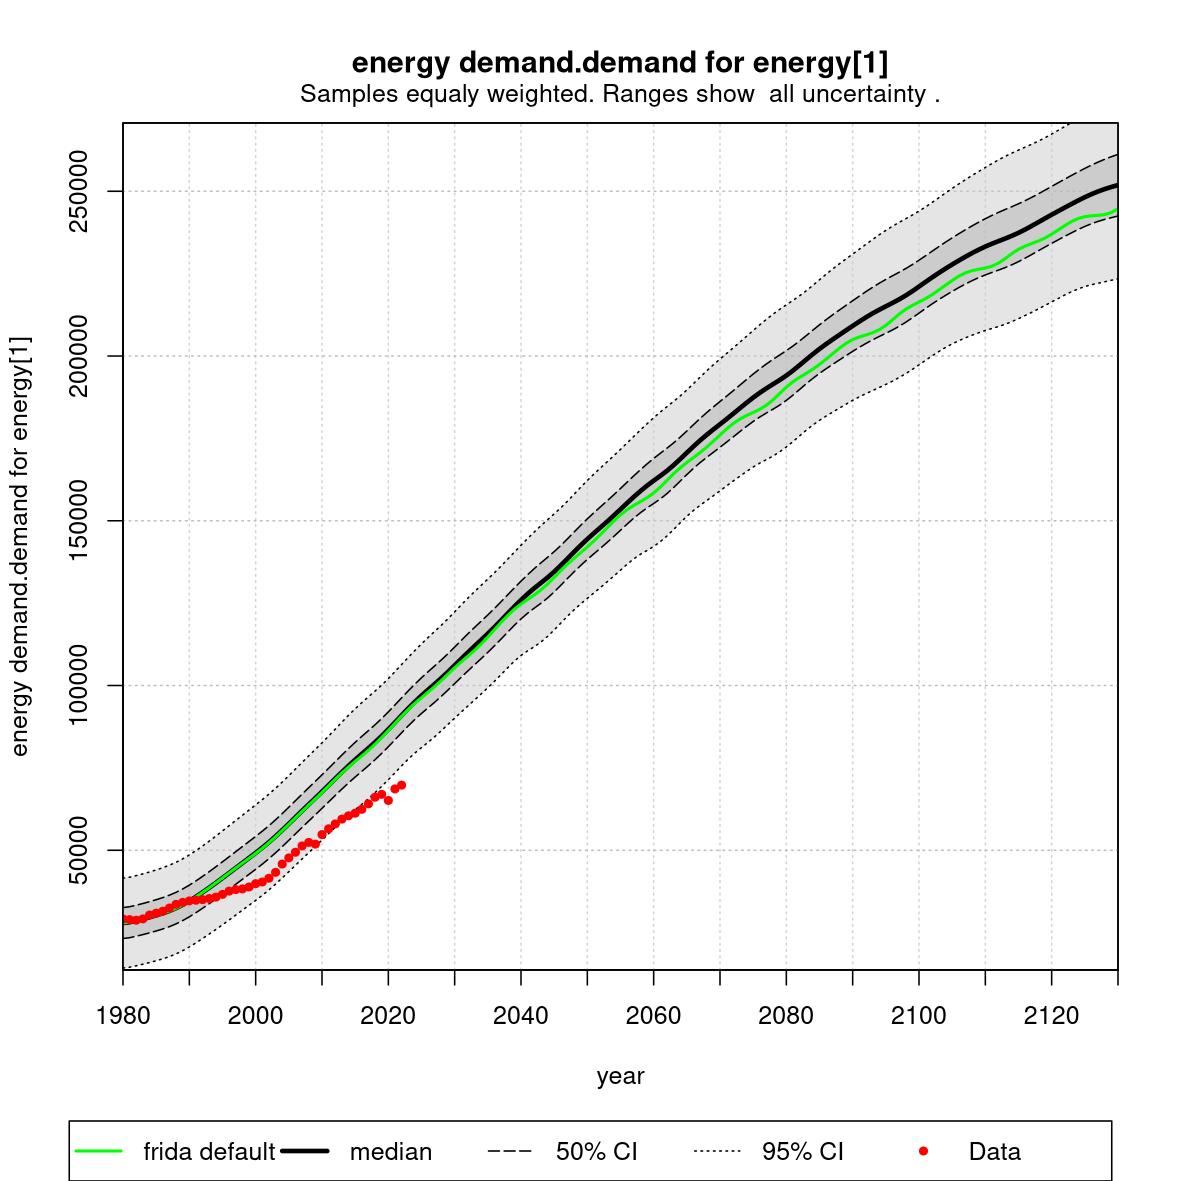 energy demand.demand for energy[1]
Samples equaly weighted. Ranges show  all uncertainty .
energy demand.demand for energy[1]
250000
200000
150000
100000
50000
1980 2000 2020 2040 2060 2080 2100 2120
year
frida default median 50% CI 95% CI Data